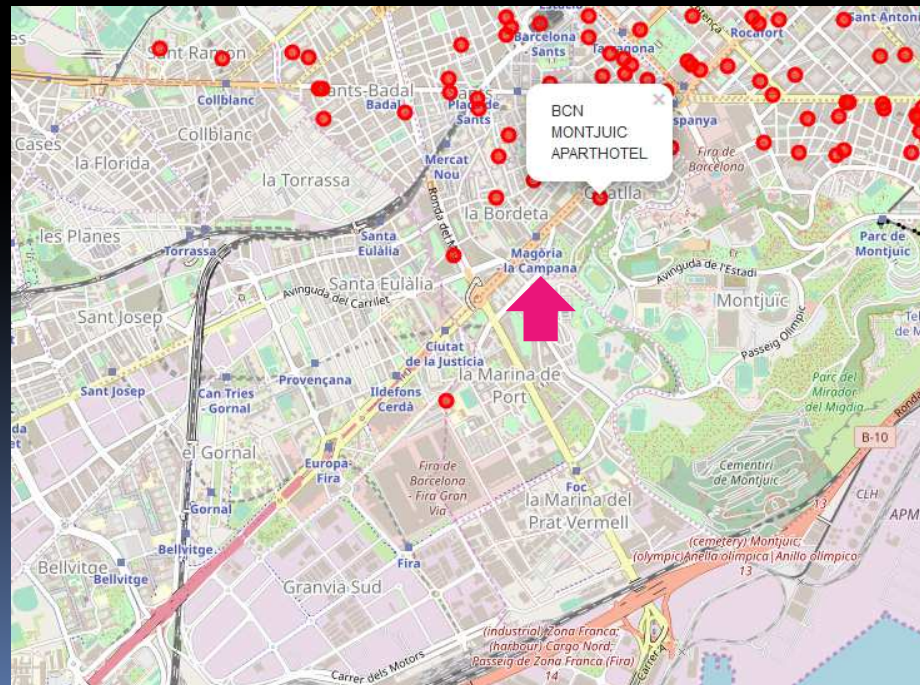 Estació
Barcelona
Sants
Tarragona
Rocafort
Sant Antoni
Sant Ramon
Collblanc
Sants-Badal
Badal
Plaça de
Sants
BCN
MONTJUIC
APARTHOTEL
×
Espanya
Collblanc
Cases
la Florida
la Torrassa
Mercat
Nou
Fira de
Barcelona
Guatlla
la Bordeta
les Planes
Torrassa
Santa
Eulàlia
Magòria
la Campana
Parc de
Montjuïc
Avinguda de l'Estadi
Santa Eulàlia
Avinguda del Carrilet
Montjuïc
Sant Josep
Passeig Olímpic
Ciutat
de la Justícia
Provençana
la Marina de
Port
Sant Josep
Can Tries
- Gornal
Ildefons
Cerdà
Parc del
Mirador
del Migdia
Ronda
el Gornal
B-10
Europa-
Fira
Fira de
Barcelona
- Fira Gran
Via
Cementiri
de Montjuïc
Foc
Gornal
la Marina del
Prat Vermell
13
CLH
APM
Bellvitge
Bellvitge
Bellvitge
Fira
(cemetery) Montjuïc;
(olympic)Anella olímpica|Anillo olímpico
13
Granvia Sud
(industrial) Zona Franca;
(harbour) Cargo Nord;
Passeig de Zona Franca (Fira)
14
Carrer dels Motors
Carrer A